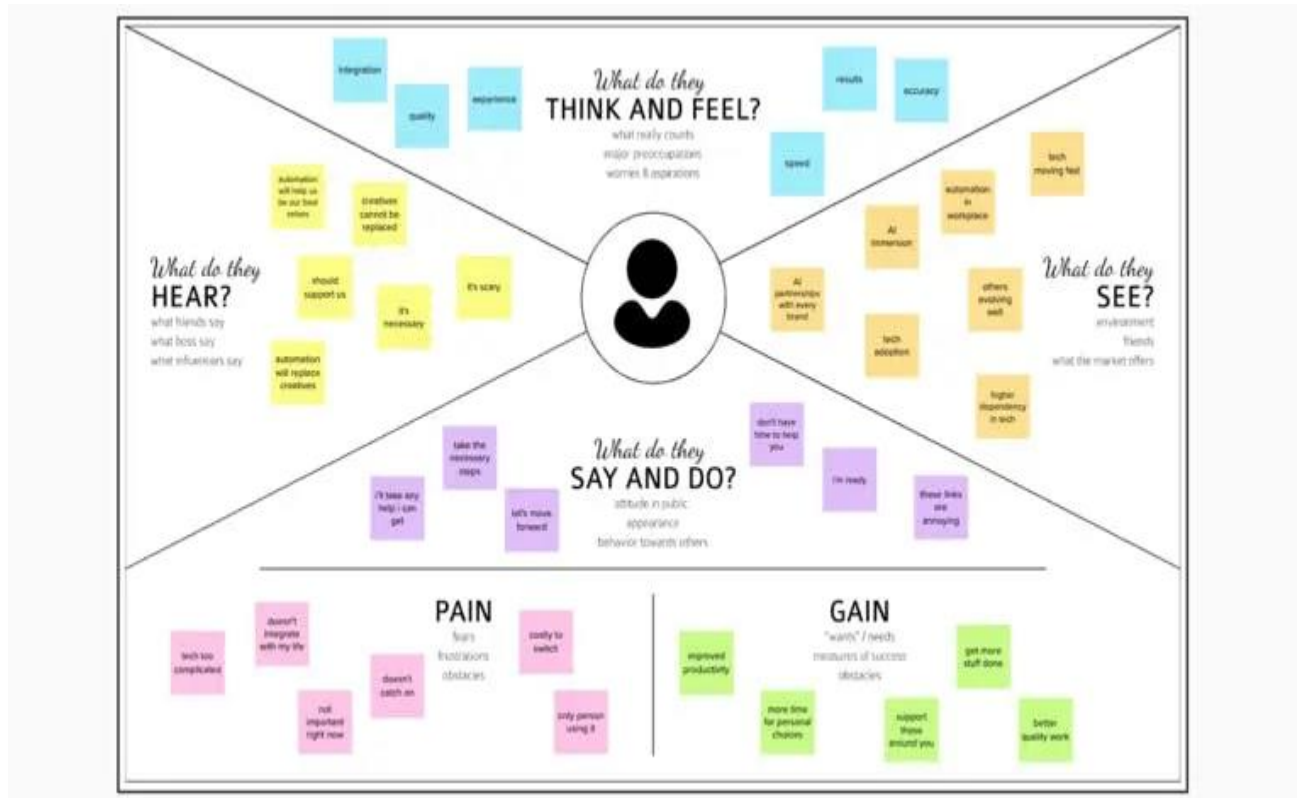 integration
quality
experience
What do they
THINK AND FEEL?
what really counts
major preoccupations
worries & aspirations
results
accuracy
speed
What do they
HEAR?
what friends say
what boss say
what influencers say
automation
will help us
be our best
selves
creatives
cannot be
replaced
should
support us
it's
necessary
it's scary
automation
will replace
creatives
What do they
SEE?
environment
friends
what the market offers
tech
moving fast
automation
in
workplace
AI
immersion
AI
partnerships
with every
brand
others
evolving
well
tech
adoption
higher
dependency
in tech
What do they
SAY AND DO?
attitude in public
appearance
behavior towards others
take the
necessary
steps
i'll take any
help i can
get
let's move
forward
don't have
time to help
you
i'm ready
these links
are
annoying
PAIN
fears
frustrations
obstacles
tech too
complicated
doesn't
integrate
with my life
not
important
right now
doesn't
catch on
costly to
switch
only person
using it
GAIN
"wants" / needs
measures of success
obstacles
improved
productivity
more time
for personal
choices
support
those
around you
get more
stuff done
better
quality work